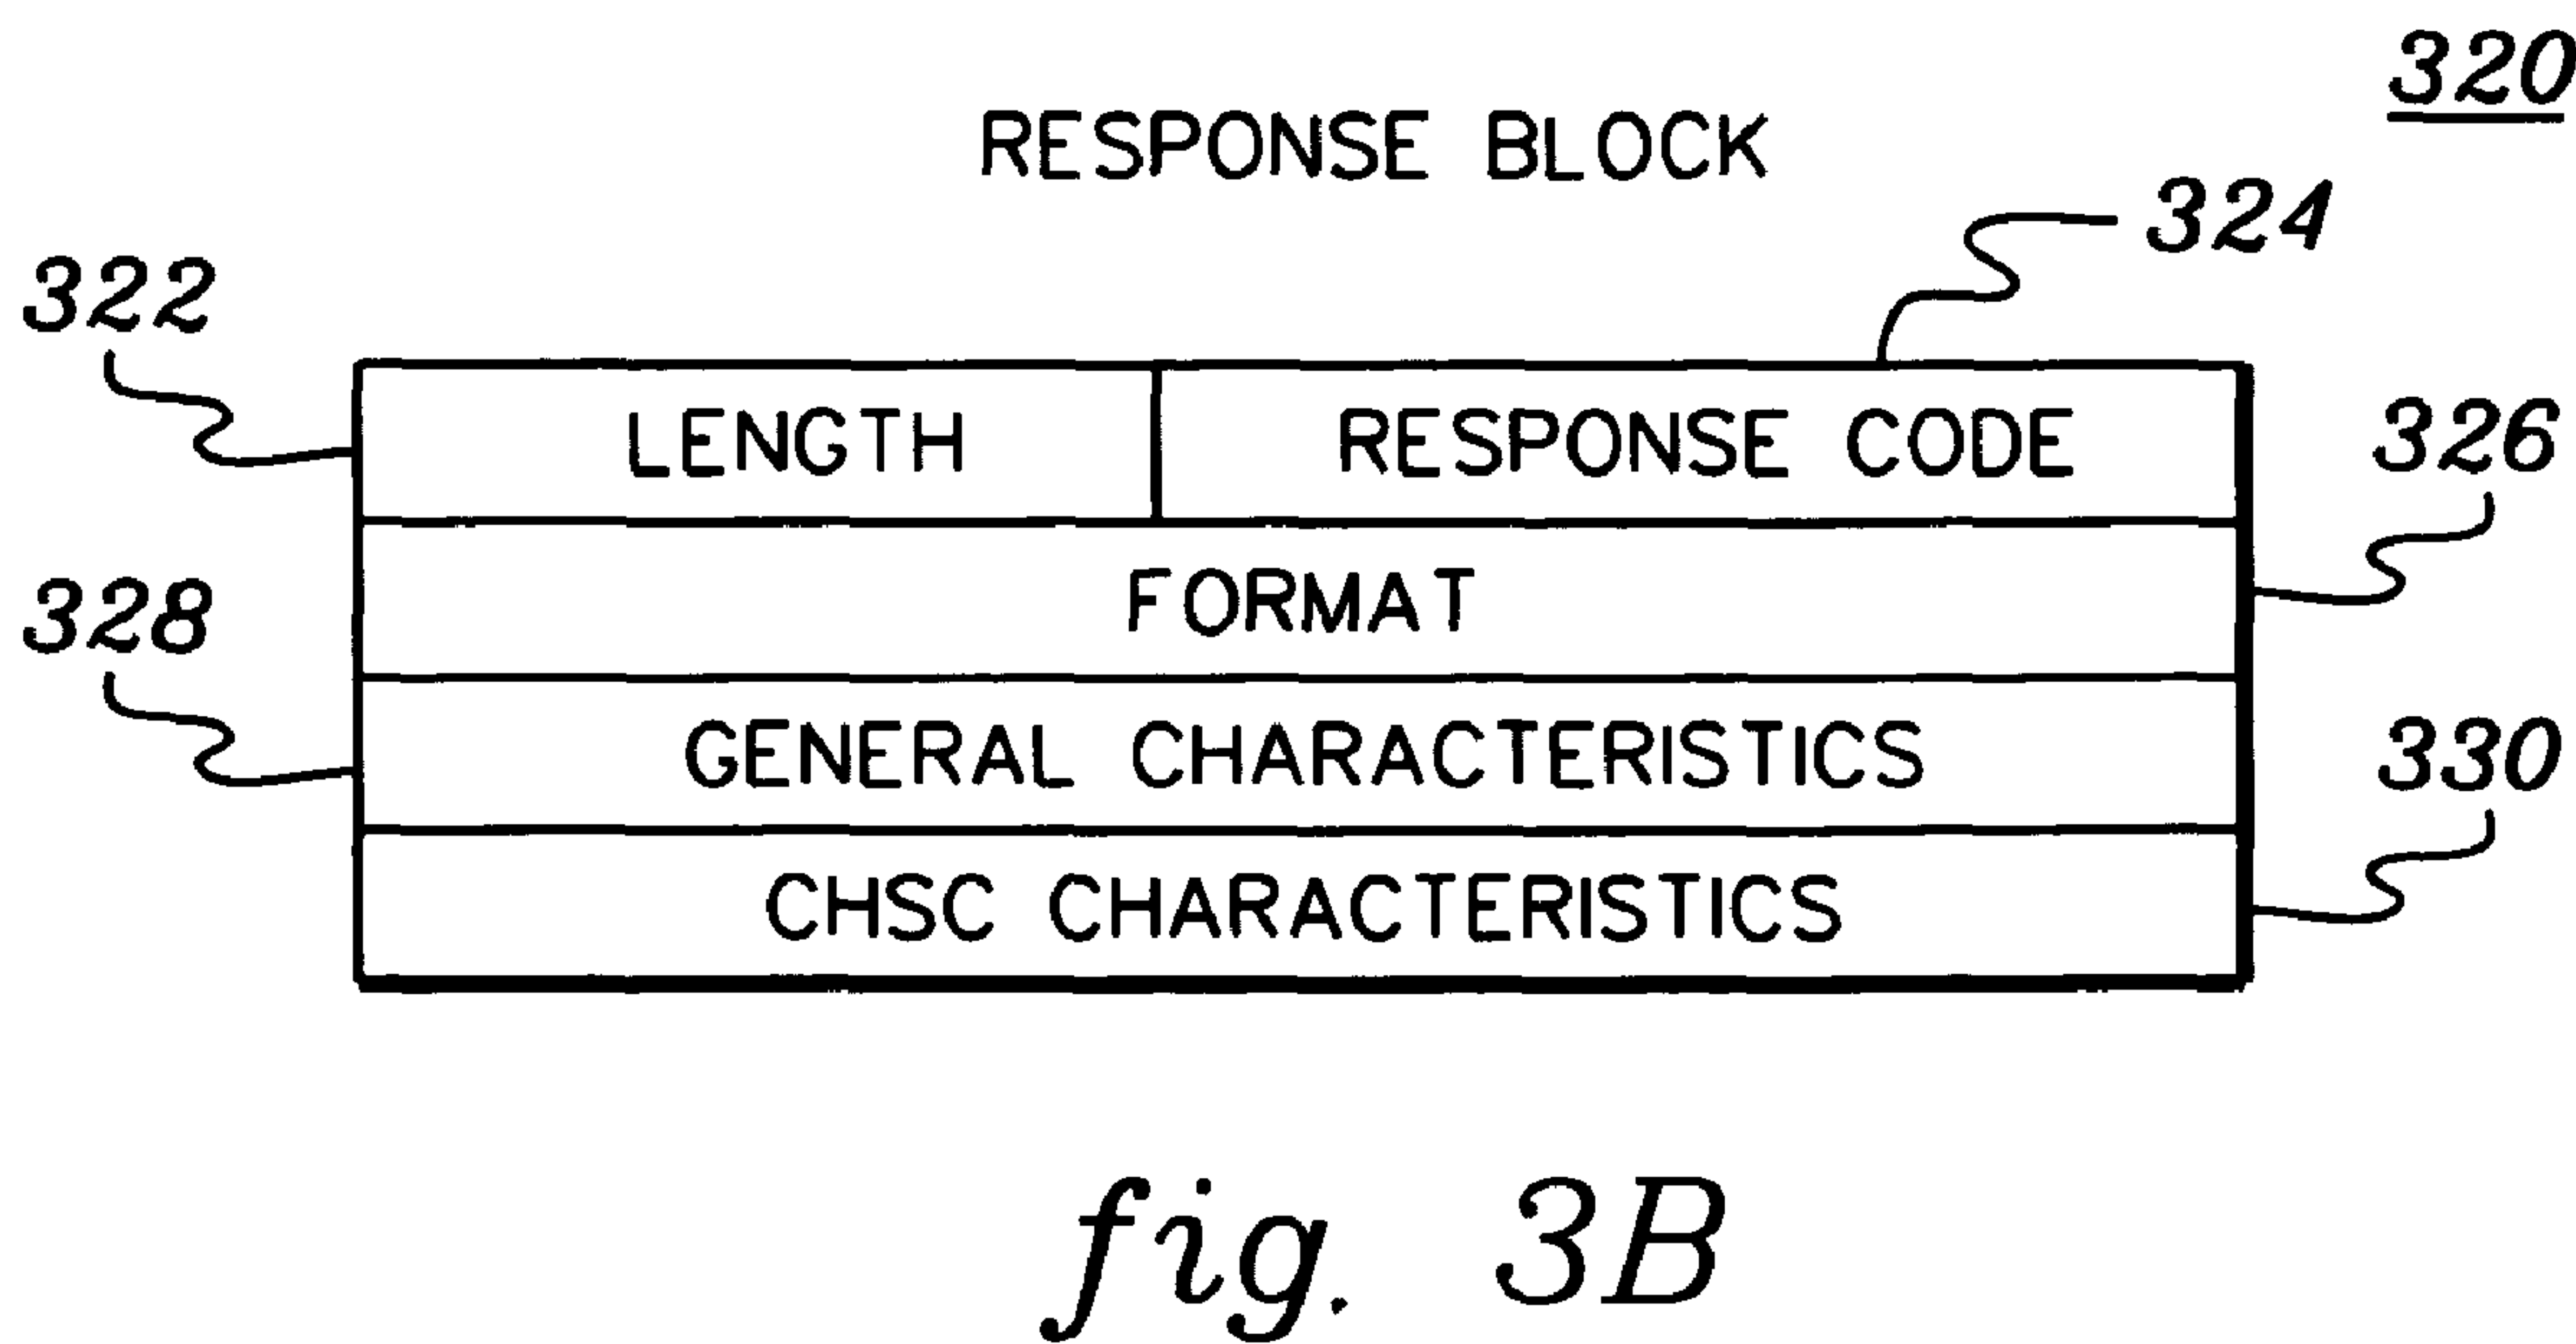 320
RESPONSE BLOCK
324
322
LENGTH RESPONSE CODE
326
FORMAT
328
GENERAL CHARACTERISTICS
330
CHSC CHARACTERISTICS
fig. 3B